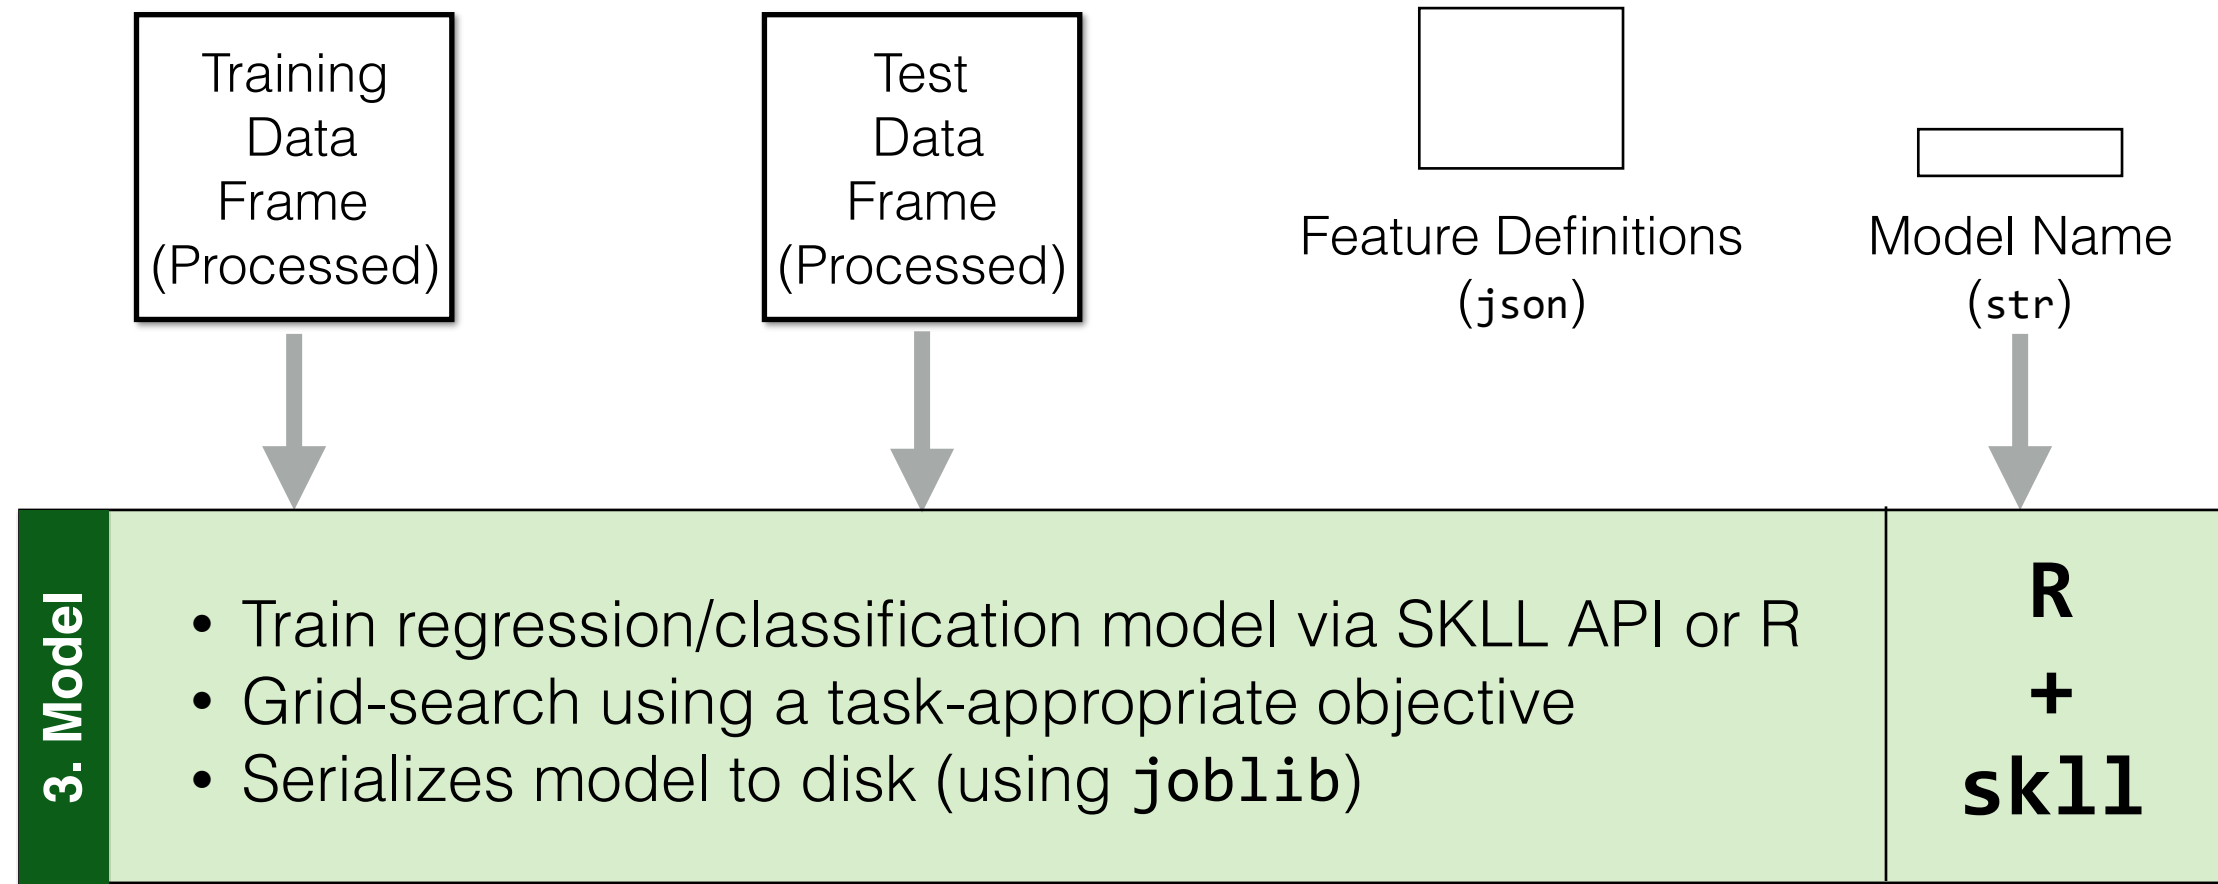 Training
Data
Frame
(Processed)
Test
Data
Frame
(Processed)
Feature Definitions
(json)
Model Name
(str)
3. Model
• Train regression/classification model via SKLL API or R
• Grid-search using a task-appropriate objective
• Serializes model to disk (using joblib)
R
+
skll